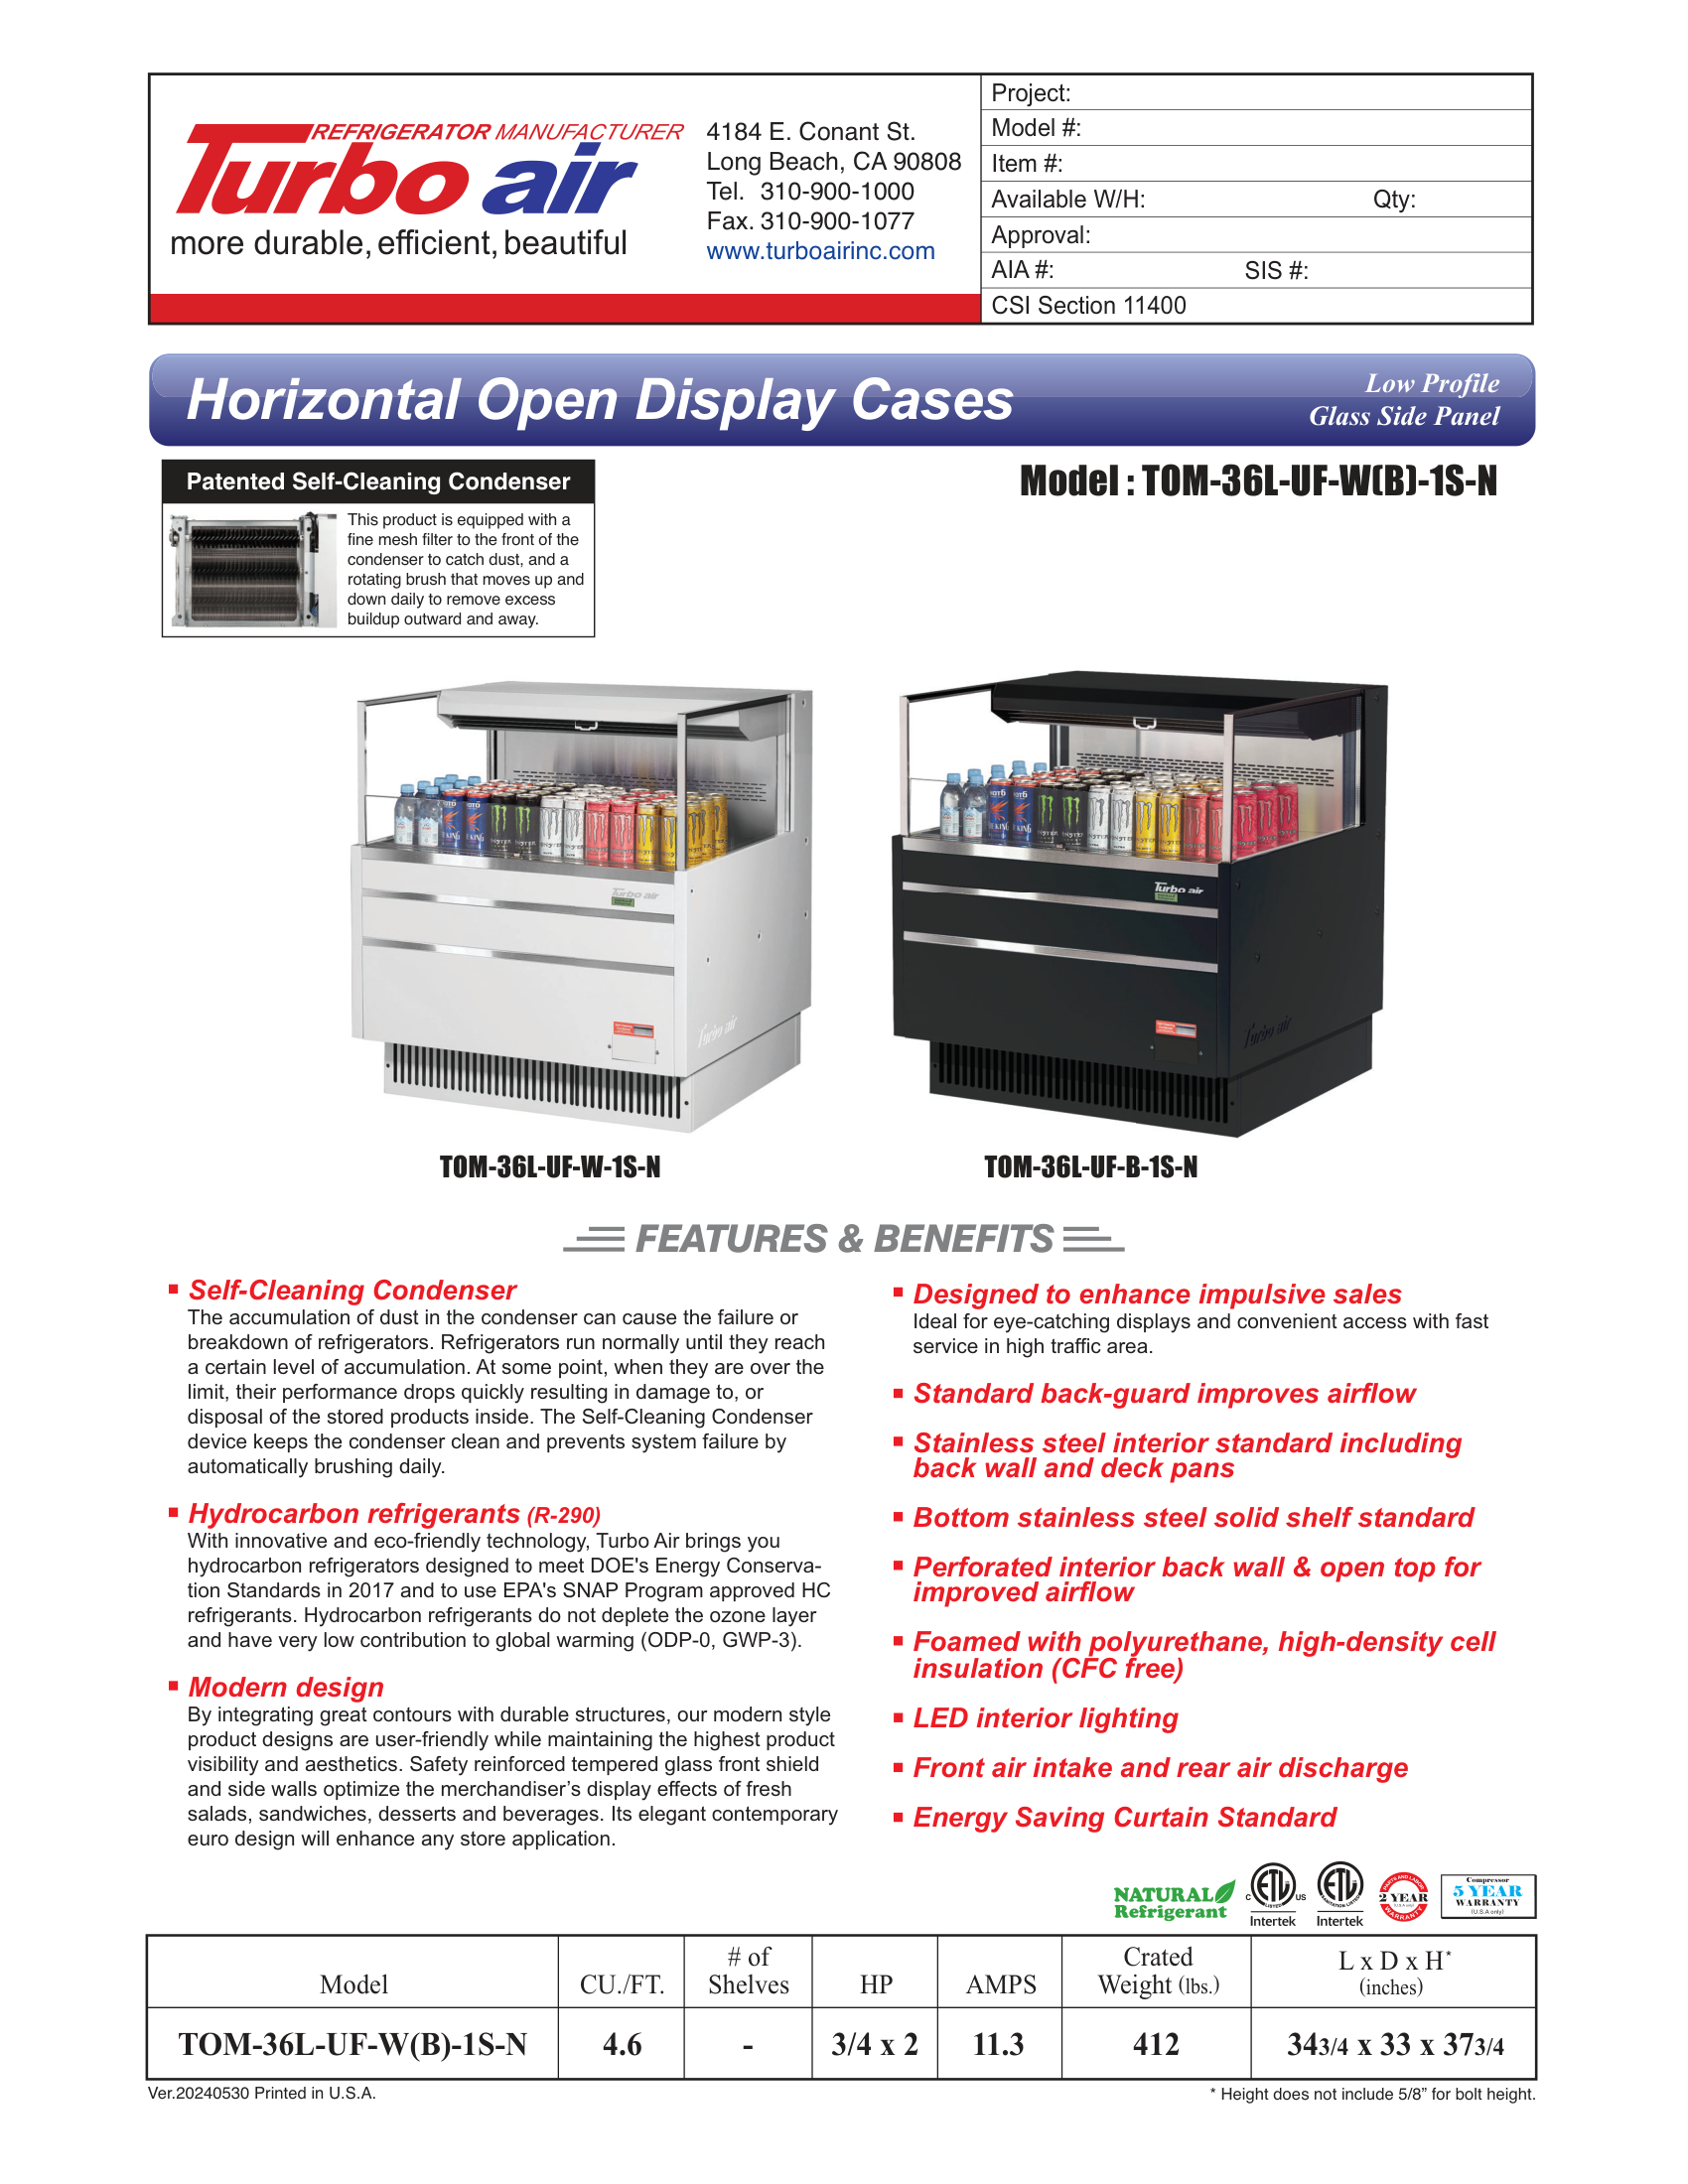 REFRIGERATOR MANUFACTURER
Turbo air
more durable, efficient, beautiful
4184 E. Conant St.
Long Beach, CA 90808
Tel. 310-900-1000
Fax. 310-900-1077
www.turboairinc.com
Project:
Model #:
Item #:
Available W/H: Qty:
Approval:
AIA #: SIS #:
CSI Section 11400
Horizontal Open Display Cases
Low Profile
Glass Side Panel
Patented Self-Cleaning Condenser
This product is equipped with a
fine mesh filter to the front of the
condenser to catch dust, and a
rotating brush that moves up and
down daily to remove excess
buildup outward and away.
Model : TOM-36L-UF-W(B)-1S-N
Turbo air
Turbo air
Turbo air
Turbo air
TOM-36L-UF-W-1S-N
TOM-36L-UF-B-1S-N
FEATURES & BENEFITS
Self-Cleaning Condenser
The accumulation of dust in the condenser can cause the failure or
breakdown of refrigerators. Refrigerators run normally until they reach
a certain level of accumulation. At some point, when they are over the
limit, their performance drops quickly resulting in damage to, or
disposal of the stored products inside. The Self-Cleaning Condenser
device keeps the condenser clean and prevents system failure by
automatically brushing daily.
Hydrocarbon refrigerants (R-290)
With innovative and eco-friendly technology, Turbo Air brings you
hydrocarbon refrigerators designed to meet DOE's Energy Conserva-
tion Standards in 2017 and to use EPA's SNAP Program approved HC
refrigerants. Hydrocarbon refrigerants do not deplete the ozone layer
and have very low contribution to global warming (ODP-0, GWP-3).
Modern design
By integrating great contours with durable structures, our modern style
product designs are user-friendly while maintaining the highest product
visibility and aesthetics. Safety reinforced tempered glass front shield
and side walls optimize the merchandiser’s display effects of fresh
salads, sandwiches, desserts and beverages. Its elegant contemporary
euro design will enhance any store application.
Designed to enhance impulsive sales
Ideal for eye-catching displays and convenient access with fast
service in high traffic area.
Standard back-guard improves airflow
Stainless steel interior standard including
back wall and deck pans
Bottom stainless steel solid shelf standard
Perforated interior back wall & open top for
improved airflow
Foamed with polyurethane, high-density cell
insulation (CFC free)
LED interior lighting
Front air intake and rear air discharge
Energy Saving Curtain Standard
NATURAL
Refrigerant
C ETL US
LISTED
Intertek
ETL
SANITATION LISTED
Intertek
PARTS AND LABOR
2 YEAR
(U.S.A only)
WARRANTY
Compressor
5 YEAR
WARRANTY
(U.S.A only)
Model CU./FT. # of Shelves HP AMPS Crated Weight (lbs.) L x D x H* (inches)
TOM-36L-UF-W(B)-1S-N 4.6 - 3/4 x 2 11.3 412 34 3/4 x 33 x 37 3/4
Ver.20240530 Printed in U.S.A.
* Height does not include 5/8” for bolt height.